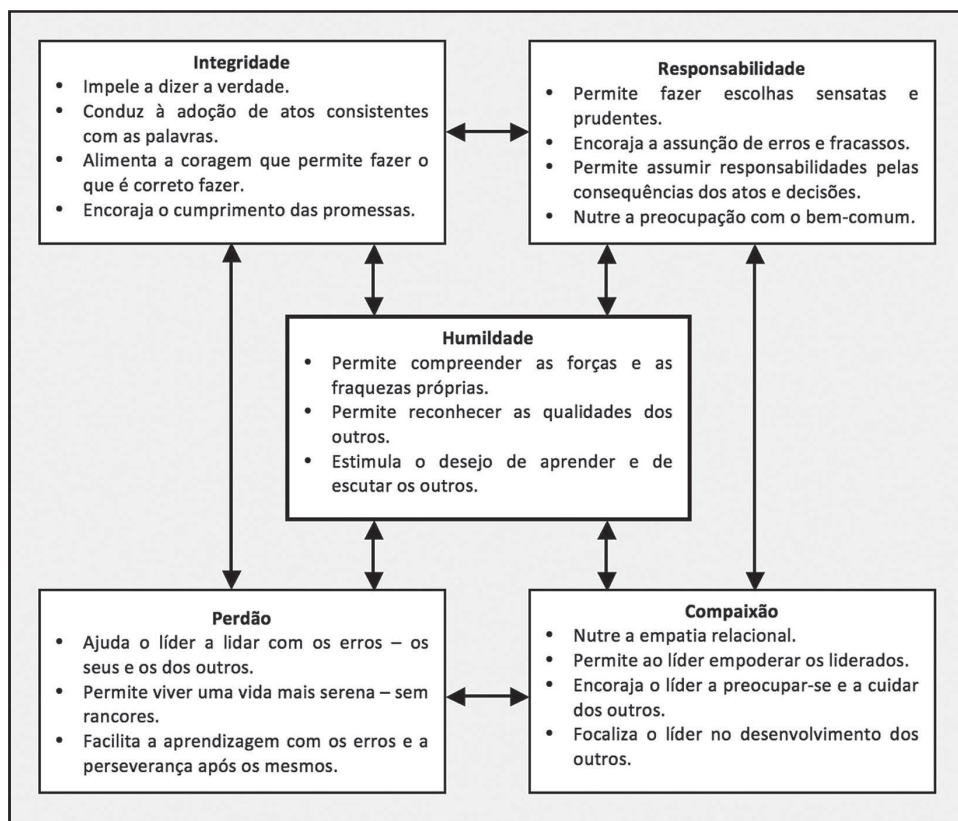 Integridade
• Impele a dizer a verdade.
• Conduz à adoção de atos consistentes
com as palavras.
• Alimenta a coragem que permite fazer o
que é correto fazer.
• Encoraja o cumprimento das promessas.
Responsabilidade
• Permite fazer escolhas sensatas e
prudentes.
• Encoraja a assunção de erros e fracassos.
• Permite assumir responsabilidades pelas
consequências dos atos e decisões.
• Nutre a preocupação com o bem-comum.
Humildade
• Permite compreender as forças e as
fraquezas próprias.
• Permite reconhecer as qualidades dos
outros.
• Estimula o desejo de aprender e de
escutar os outros.
Perdão
• Ajuda o líder a lidar com os erros – os
seus e os dos outros.
• Permite viver uma vida mais serena – sem
rancores.
• Facilita a aprendizagem com os erros e a
perseverança após os mesmos.
Compaixão
• Nutre a empatia relacional.
• Permite ao líder empoderar os liderados.
• Encoraja o líder a preocupar-se e a cuidar
dos outros.
• Focaliza o líder no desenvolvimento dos
outros.